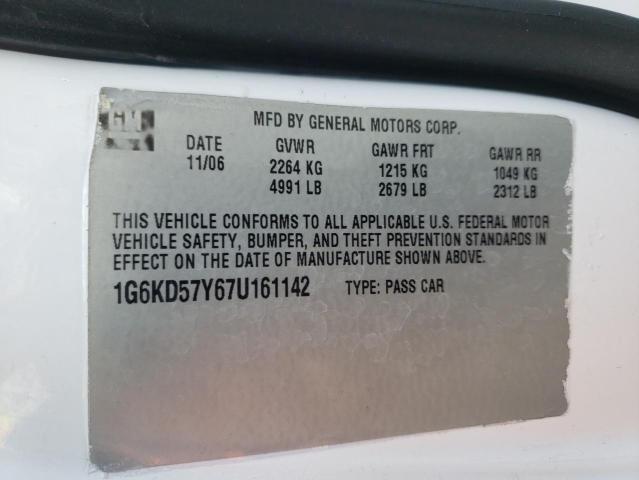 GM
MFD BY GENERAL MOTORS CORP.
DATE GVWR GAWR FRT GAWR RR
11/06 2264 KG 1215 KG 1049 KG
4991 LB 2679 LB 2312 LB
THIS VEHICLE CONFORMS TO ALL APPLICABLE U.S. FEDERAL MOTOR
VEHICLE SAFETY, BUMPER, AND THEFT PREVENTION STANDARDS IN
EFFECT ON THE DATE OF MANUFACTURE SHOWN ABOVE.
1G6KD57Y67U161142 TYPE: PASS CAR